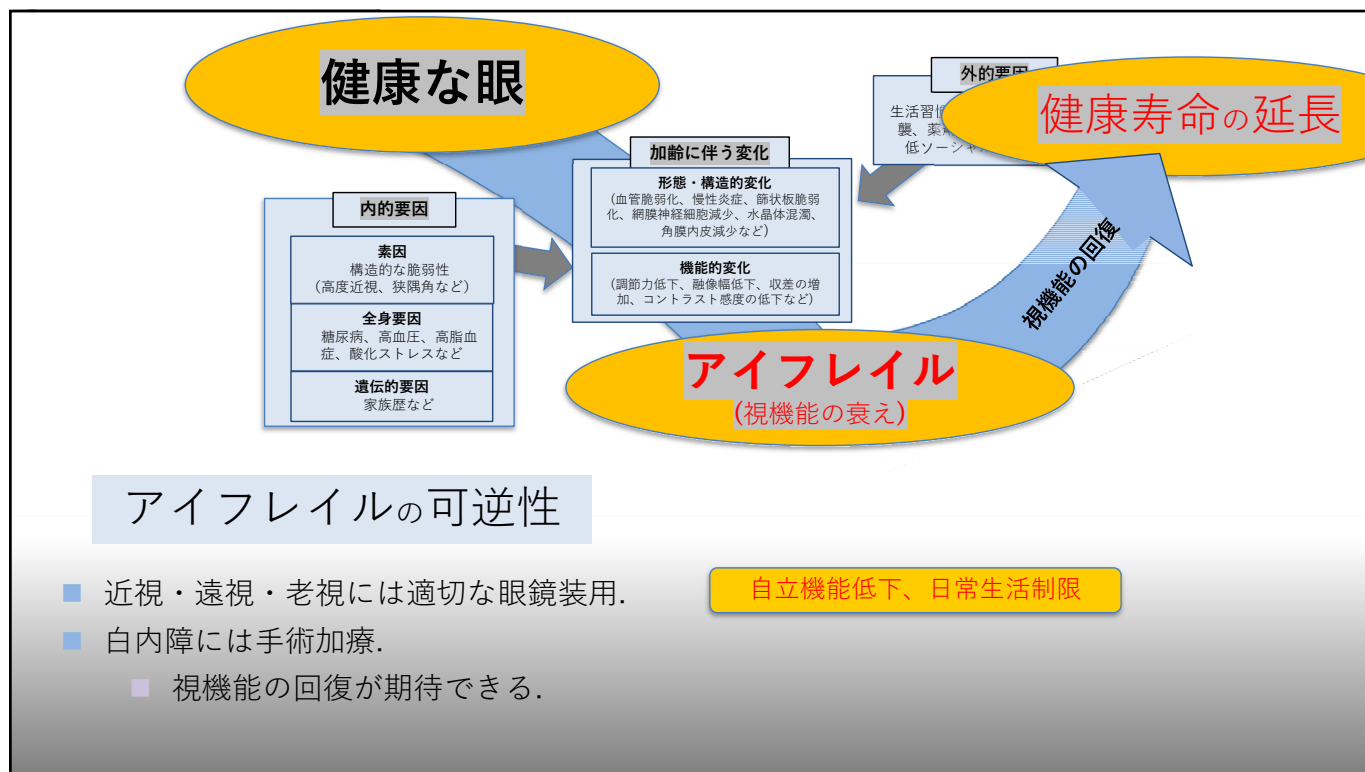 健康な眼
外的要因
健康寿命の延長
生活習
襲、薬
低ソーシャ
加齢に伴う変化
形態・構造的変化
(血管脆弱化、慢性炎症、篩状板脆弱
化、網膜神経細胞減少、水晶体混濁、
角膜内皮減少など)
機能的変化
(調節力低下、融像幅低下、収差の増
加、コントラスト感度の低下など)
内的要因
素因
構造的な脆弱性
(高度近視、狭隅角など)
全身要因
糖尿病、高血圧、高脂血
症、酸化ストレスなど
遺伝的要因
家族歴など
視機能の回復
アイフレイル
(視機能の衰え)
アイフレイルの可逆性
近視・遠視・老視には適切な眼鏡装用.
自立機能低下、日常生活制限
白内障には手術加療.
視機能の回復が期待できる.